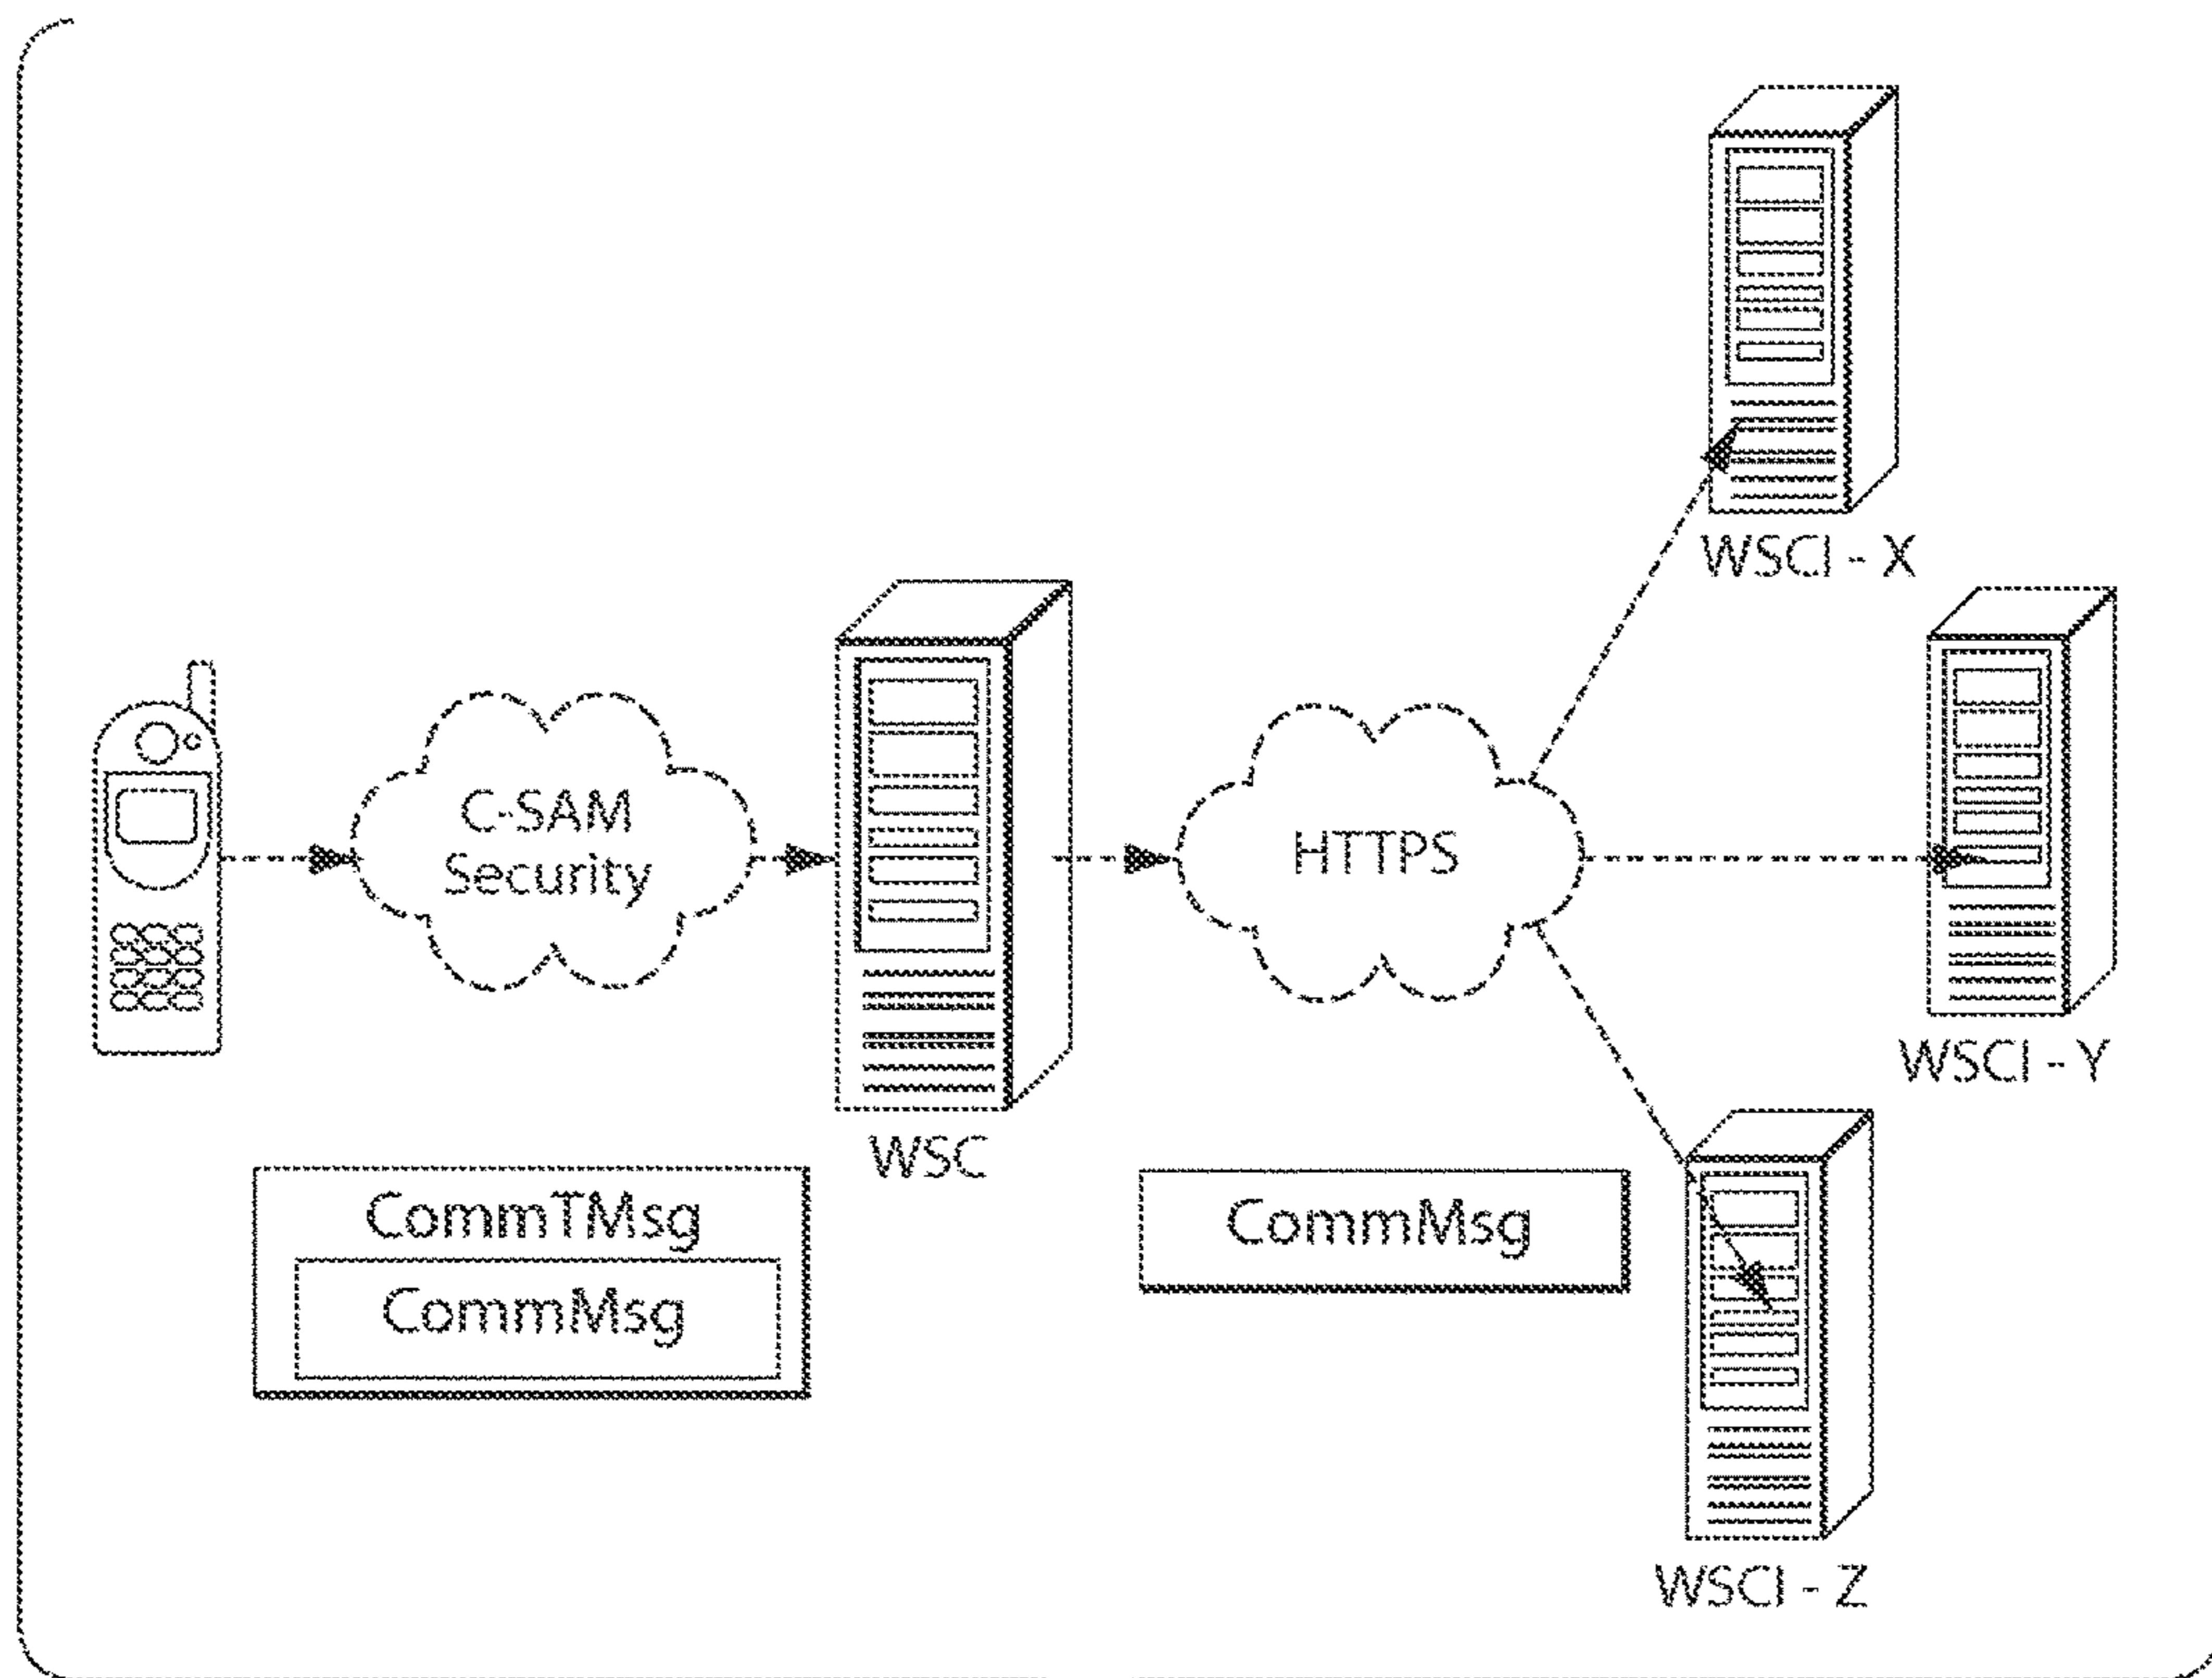 WSCI - X
C-SAM
Security
HTTPS
WSCI - Y
WSC
CommTMsg
CommMsg
CommMsg
WSCI - Z